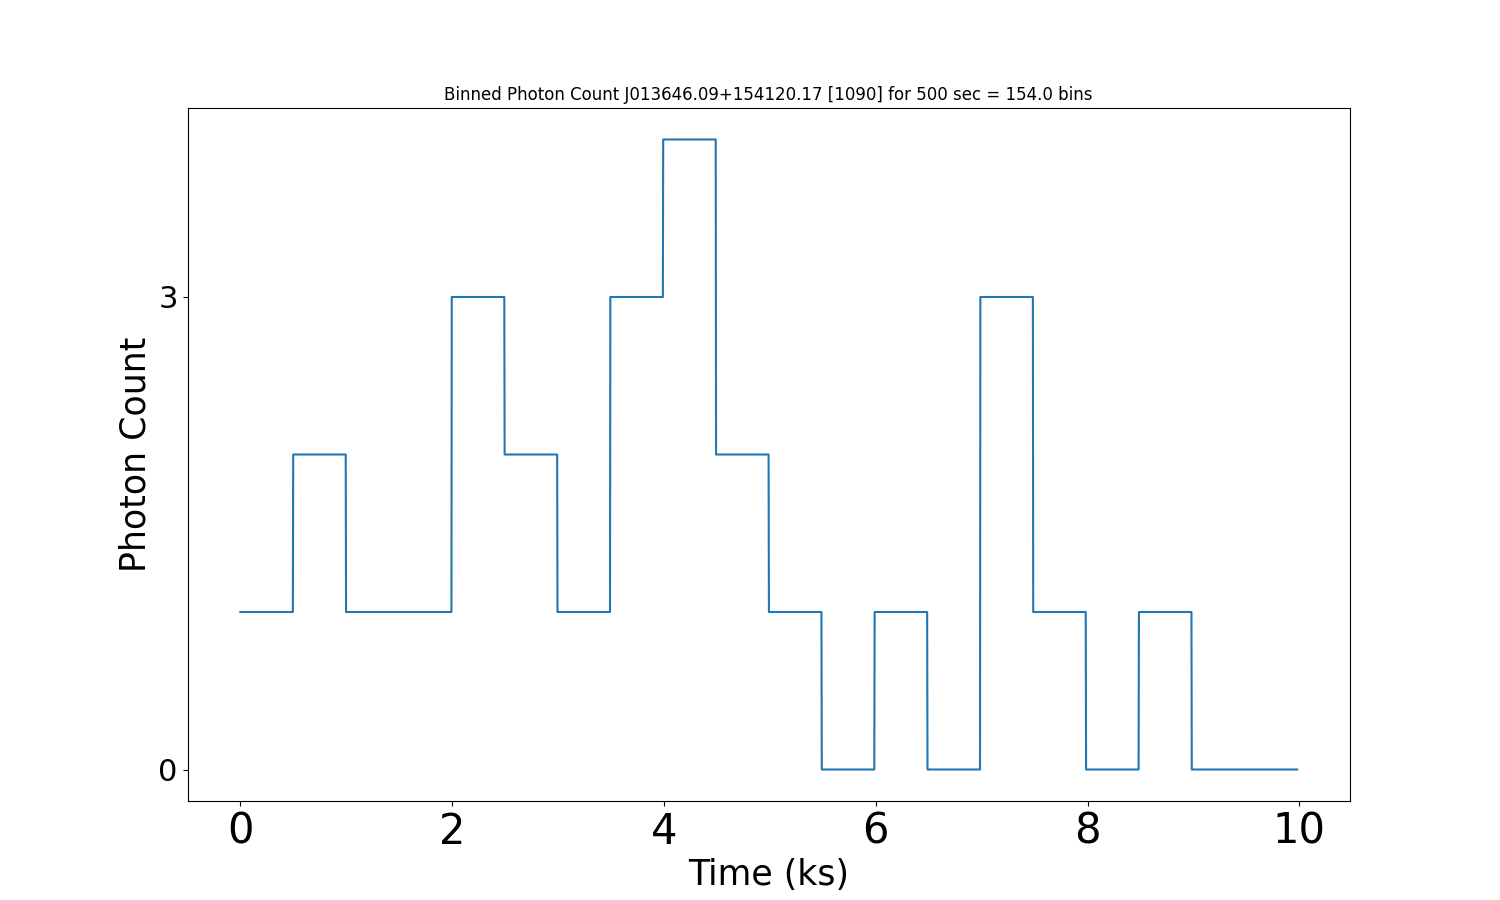 Binned Photon Count J013646.09+154120.17 [1090] for 500 sec = 154.0 bins
3
Photon Count
0
0 2 4 6 8 10
Time (ks)